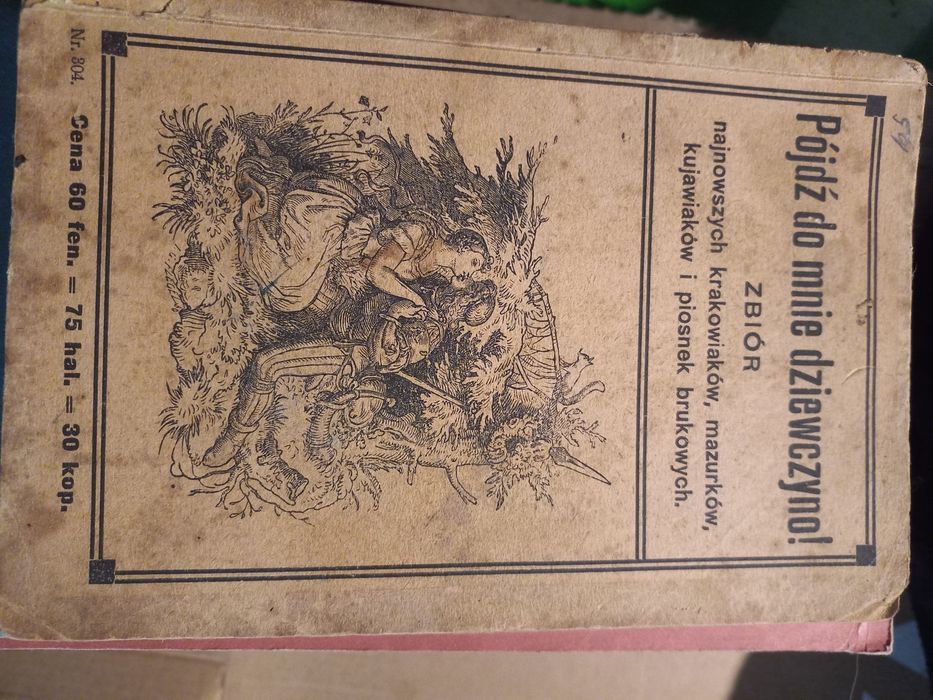 Pójdź do mnie dziewczyno!
ZBIÓR
najnowszych krakowiaków, mazurków,
kujawiaków i piosnek brukowych.
Nr. 304.
Cena 60 fen. = 75 hal. = 30 kop.